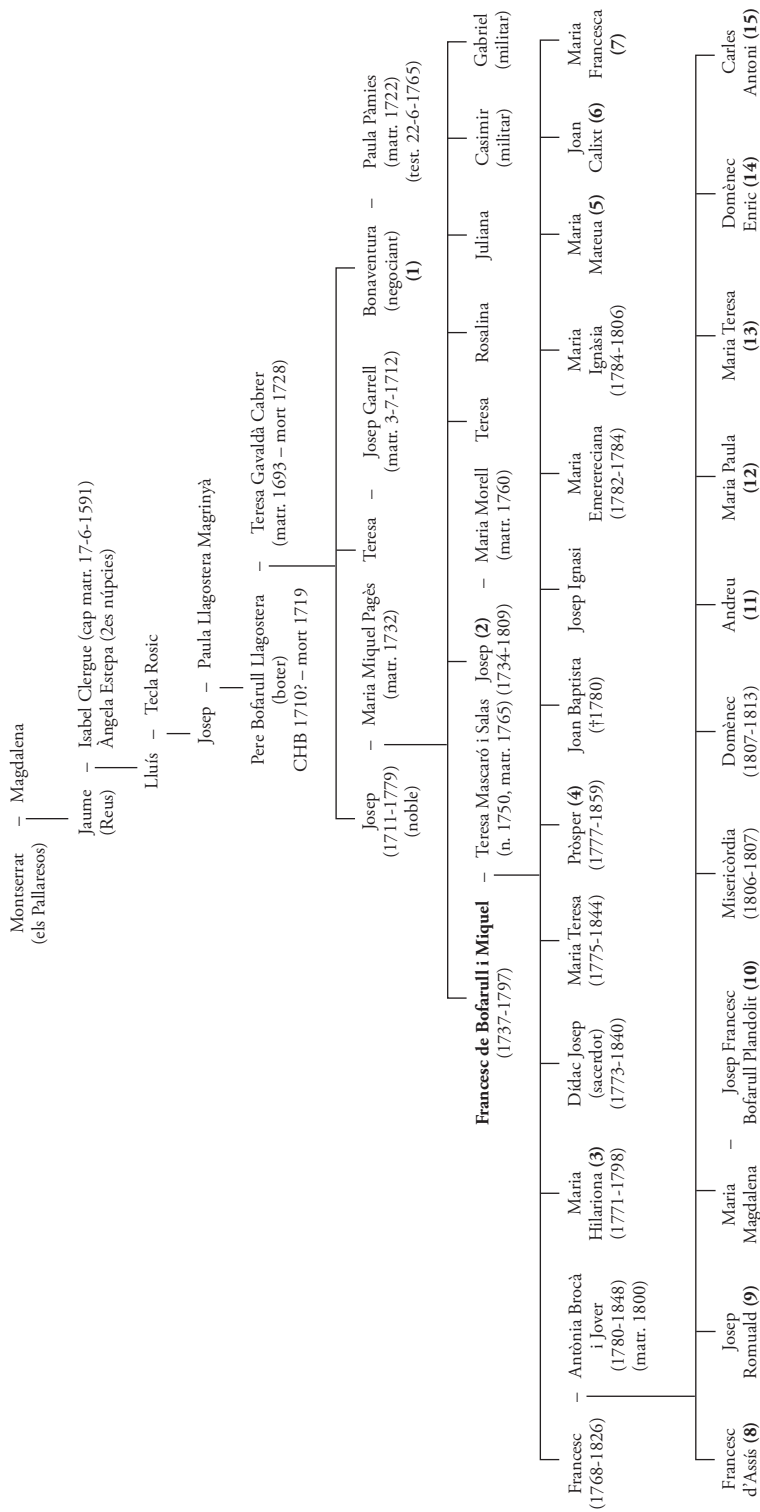 Montserrat – Magdalena
(els Pallaresos)
Jaume – Isabel Clergue (cap matr. 17-6-1591)
(Reus) Àngela Estepa (2es núpcies)
Lluís – Tecla Rosic
Josep – Paula Llagostera Magrinyà
Pere Bofarull Llagostera – Teresa Gavaldà Cabrer
(boter) (matr. 1693 – mort 1728)
CHB 1710? – mort 1719
Josep – Maria Miquel Pagès Teresa – Josep Garrell Bonaventura – Paula Pàmies
(1711-1779) (matr. 1732) (matr. 3-7-1712) (negociant) (matr. 1722)
(noble) (1) (test. 22-6-1765)
Francesc de Bofarull i Miquel – Teresa Mascaró i Salas Josep (2) – Maria Morell Teresa Rosalina Juliana Casimir Gabriel
(1737-1797) (n. 1750, matr. 1765) (1734-1809) (matr. 1760) (militar) (militar)
Francesc – Antònia Brocà Maria Dídac Josep Maria Teresa Pròsper (4) Joan Baptista Josep Ignasi Maria Maria Maria Joan Maria
(1768-1826) i Jover Hilariona (3) (sacerdot) (1775-1844) (1777-1859) (†1780) Emerereciana Ignàsia Mateua (5) Calixt (6) Francesca
(1780-1848) (1771-1798) (1773-1840) (1782-1784) (1784-1806) (7)
(matr. 1800)
Francesc Josep Maria – Josep Francesc Misericòrdia Domènec Andreu Maria Paula Maria Teresa Domènec Carles
d'Assís (8) Romuald (9) Magdalena Bofarull Plandolit (10) (1806-1807) (1807-1813) (11) (12) (13) Enric (14) Antoni (15)